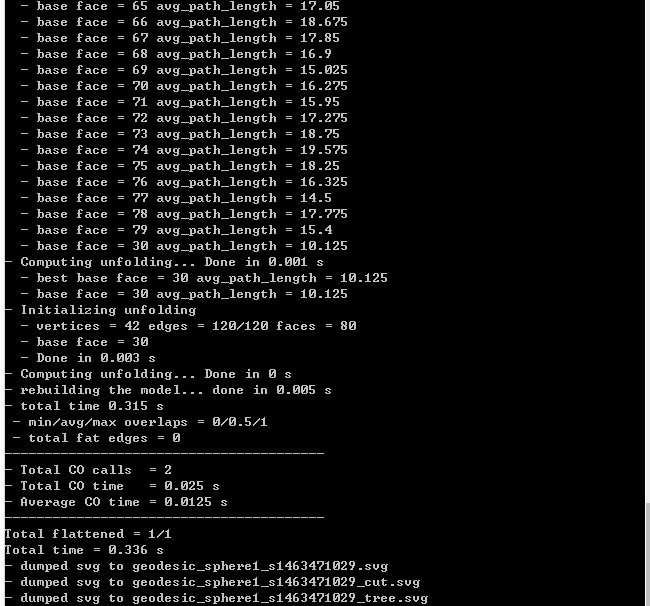 - base face = 65 avg_path_length = 17.05
- base face = 66 avg_path_length = 18.675
- base face = 67 avg_path_length = 17.85
- base face = 68 avg_path_length = 16.9
- base face = 69 avg_path_length = 15.025
- base face = 70 avg_path_length = 16.275
- base face = 71 avg_path_length = 15.95
- base face = 72 avg_path_length = 17.275
- base face = 73 avg_path_length = 18.75
- base face = 74 avg_path_length = 19.575
- base face = 75 avg_path_length = 18.25
- base face = 76 avg_path_length = 16.325
- base face = 77 avg_path_length = 14.5
- base face = 78 avg_path_length = 17.775
- base face = 79 avg_path_length = 15.4
- base face = 30 avg_path_length = 10.125
- Computing unfolding... Done in 0.001 s
- best base face = 30 avg_path_length = 10.125
- base face = 30 avg_path_length = 10.125
- Initializing unfolding
- vertices = 42 edges = 120/120 faces = 80
- base face = 30
- Done in 0.003 s
- Computing unfolding... Done in 0 s
- rebuilding the model... done in 0.005 s
- total time 0.315 s
- min/avg/max overlaps = 0/0.5/1
- total fat edges = 0
----------------------------------------
- Total CO calls  = 2
- Total CO time   = 0.025 s
- Average CO time = 0.0125 s
----------------------------------------
Total flattened = 1/1
Total time = 0.336 s
- dumped svg to geodesic_sphere1_s1463471029.svg
- dumped svg to geodesic_sphere1_s1463471029_cut.svg
- dumped svg to geodesic_sphere1_s1463471029_tree.svg